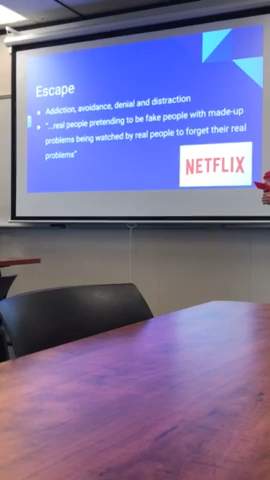 Escape
Addiction, avoidance, denial and distraction
"...real people pretending to be fake people with made-up
problems being watched by real people to forget their real
problems"
NETFLIX